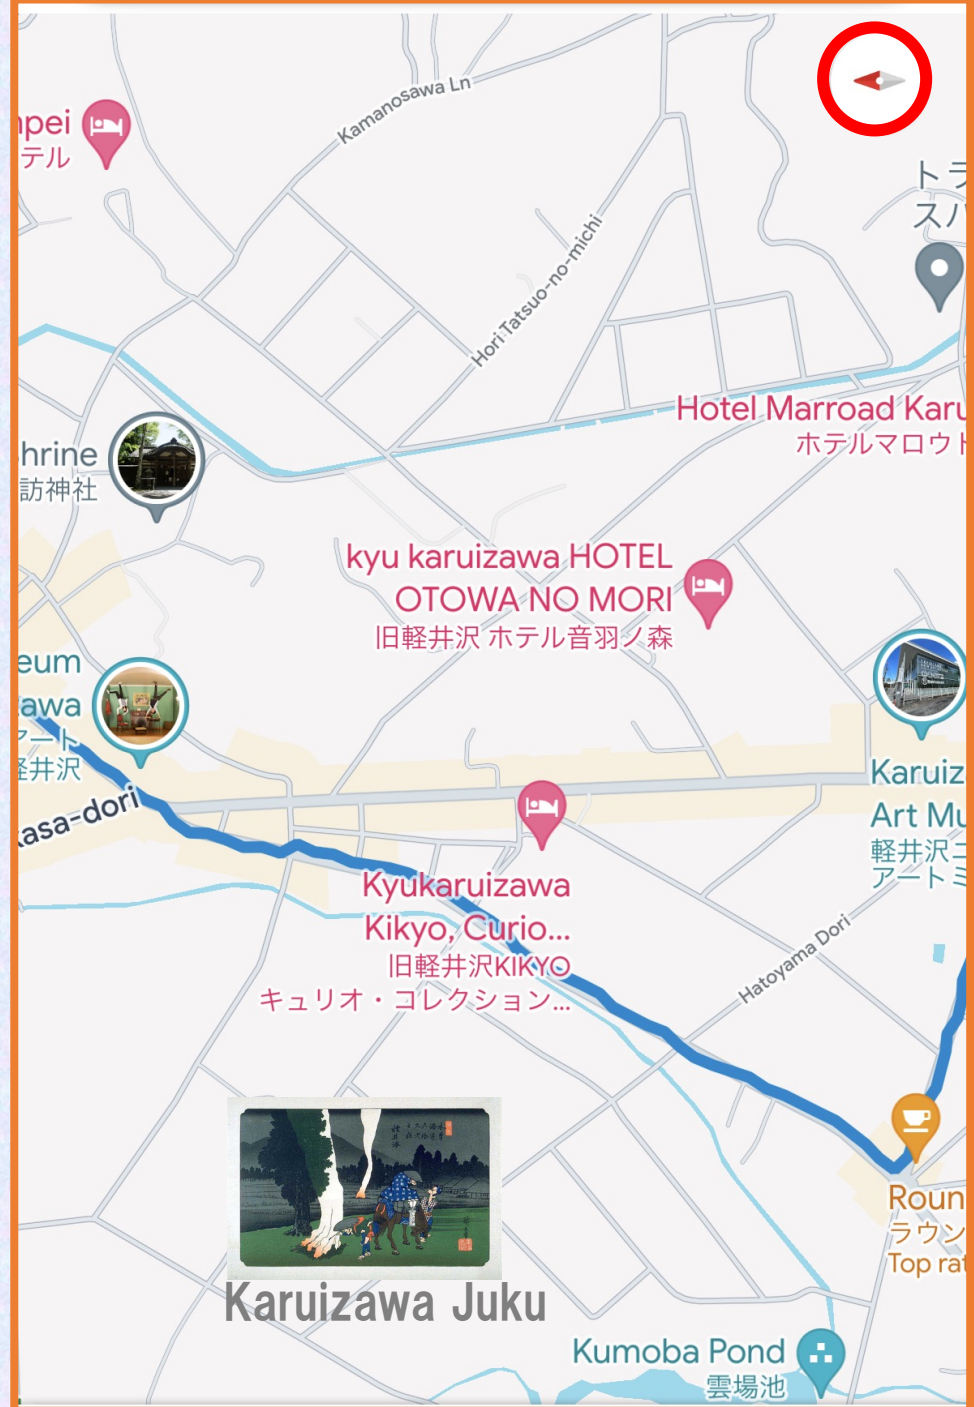 Kamanosawa Ln
npei
テル
トラ
スパ
Hori Tatsuo-no-michi
Hotel Marroad Karu
ホテルマロウド
hrine
訪神社
kyu karuizawa HOTEL
OTOWA NO MORI
旧軽井沢 ホテル音羽ノ森
eum
awa
アート
軽井沢
asa-dori
Karuiz
Art Mu
軽井沢ニ
アートミ
Kyukaruizawa
Kikyo, Curio...
旧軽井沢KIKYO
キュリオ・コレクション...
Hatoyama Dori
Roun
ラウン
Top rat
Karuizawa Juku
Kumoba Pond
雲場池